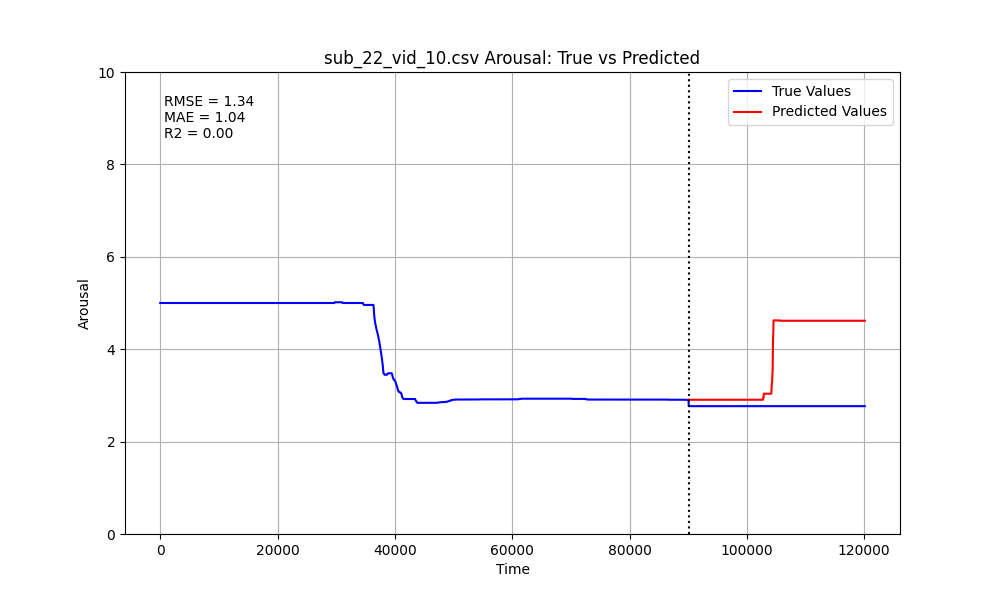 sub_22_vid_10.csv Arousal: True vs Predicted
RMSE = 1.34
MAE = 1.04
R2 = 0.00
True Values
Predicted Values
Arousal
10
8
6
4
2
0
0
20000
40000
60000
80000
100000
120000
Time